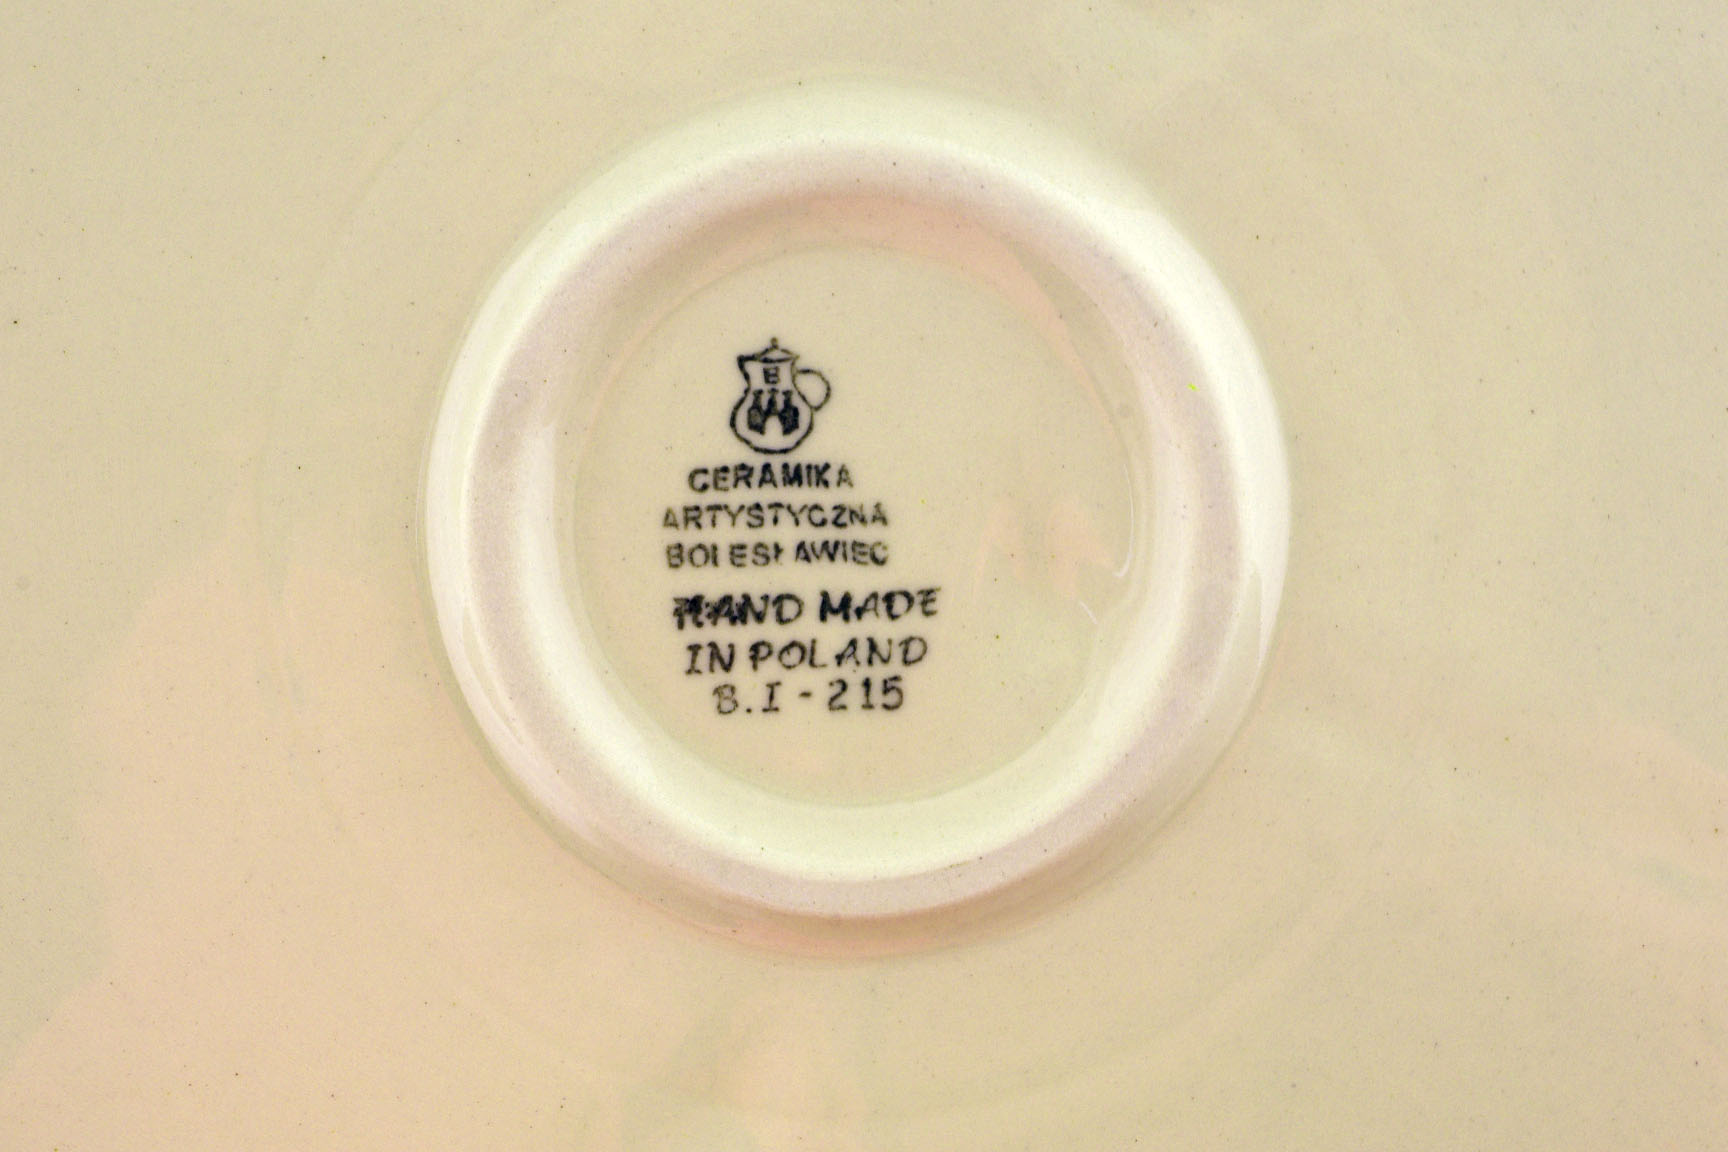 B
CERAMIKA
ARTYSTYCZNA
BOLESŁAWIEC
HAND MADE
IN POLAND
B.I - 215